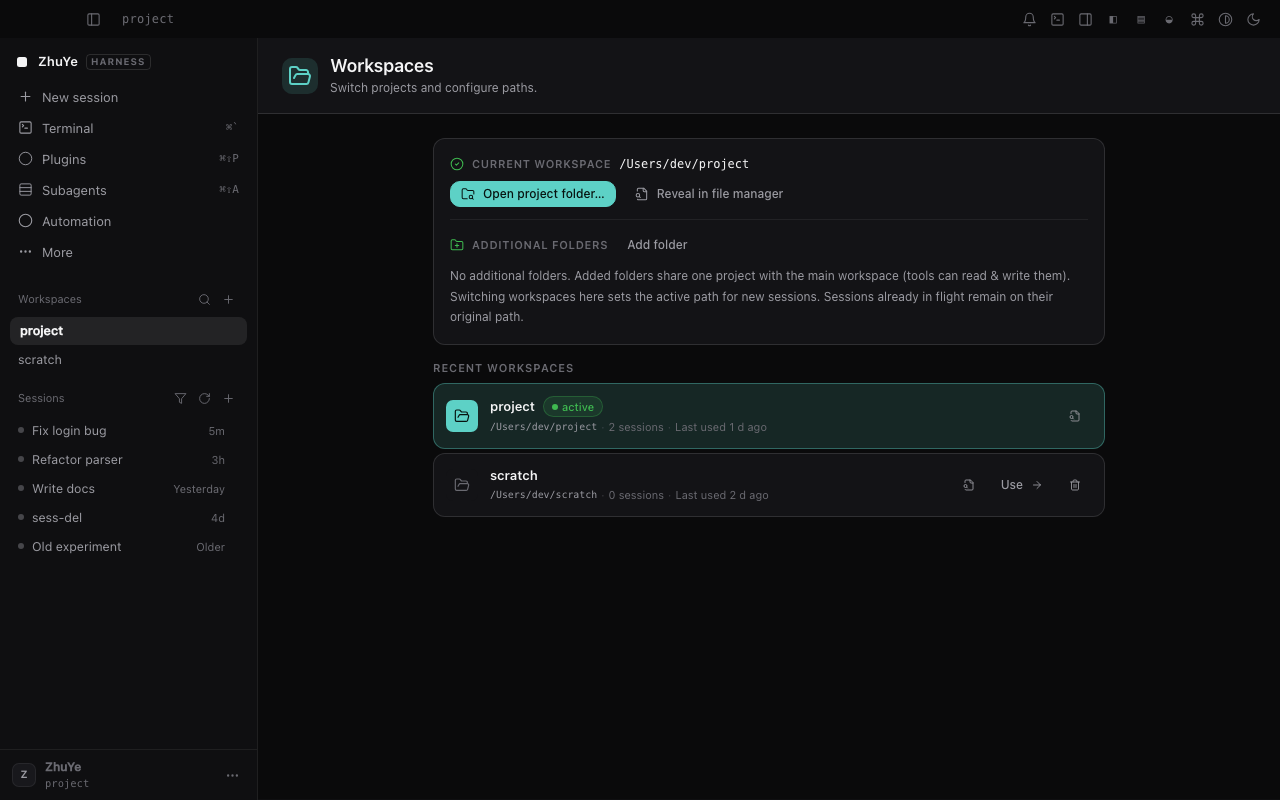 project
ZhuYe HARNESS
New session
Terminal ⌘`
Plugins ⌘⇧P
Subagents ⌘⇧A
Automation
More
Workspaces
project
scratch
Sessions
Fix login bug 5m
Refactor parser 3h
Write docs Yesterday
sess-del 4d
Old experiment Older
Z
ZhuYe
project
Workspaces
Switch projects and configure paths.
CURRENT WORKSPACE /Users/dev/project
Open project folder... Reveal in file manager
ADDITIONAL FOLDERS Add folder
No additional folders. Added folders share one project with the main workspace (tools can read & write them).
Switching workspaces here sets the active path for new sessions. Sessions already in flight remain on their
original path.
RECENT WORKSPACES
project active
/Users/dev/project · 2 sessions · Last used 1 d ago
scratch
/Users/dev/scratch · 0 sessions · Last used 2 d ago
Use →